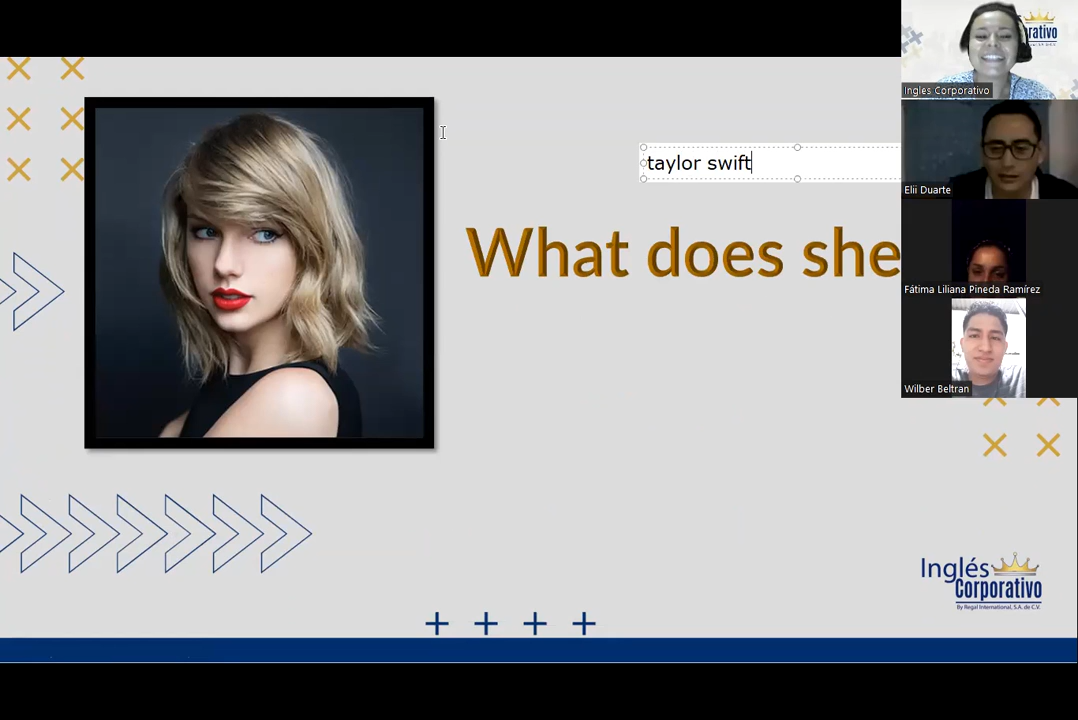 taylor swift
What does she
Inglés Corporativo
Elii Duarte
Fátima Liliana Pineda Ramírez
Wilber Beltran
Inglés
Corporativo
By Regal International, S.A. de C.V.